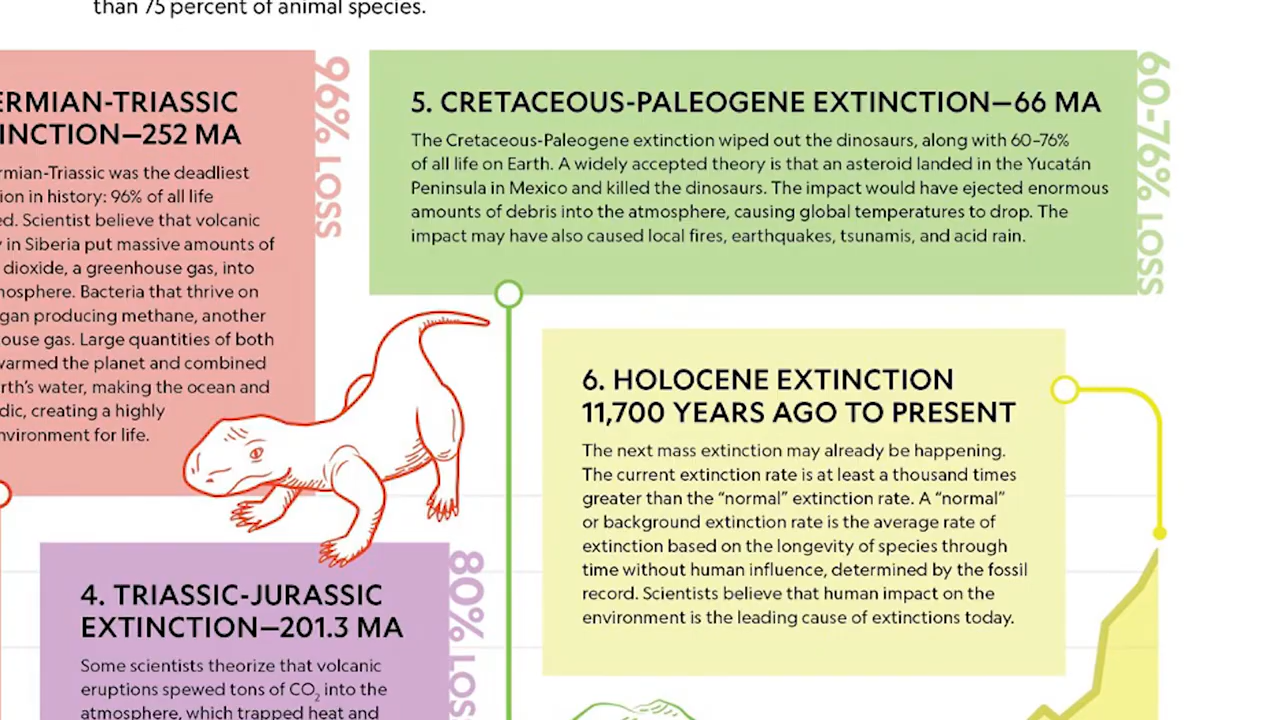 than 75 percent of animal species.
ERMIAN-TRIASSIC
INCTION—252 MA
rmian-Triassic was the deadliest
ion in history: 96% of all life
ed. Scientist believe that volcanic
y in Siberia put massive amounts of
dioxide, a greenhouse gas, into
nosphere. Bacteria that thrive on
gan producing methane, another
ouse gas. Large quantities of both
warmed the planet and combined
rth's water, making the ocean and
dic, creating a highly
nvironment for life.
96% LOSS
5. CRETACEOUS-PALEOGENE EXTINCTION—66 MA
The Cretaceous-Paleogene extinction wiped out the dinosaurs, along with 60–76%
of all life on Earth. A widely accepted theory is that an asteroid landed in the Yucatán
Peninsula in Mexico and killed the dinosaurs. The impact would have ejected enormous
amounts of debris into the atmosphere, causing global temperatures to drop. The
impact may have also caused local fires, earthquakes, tsunamis, and acid rain.
60-76% LOSS
4. TRIASSIC-JURASSIC
EXTINCTION—201.3 MA
Some scientists theorize that volcanic
eruptions spewed tons of CO₂ into the
atmosphere, which trapped heat and
80% LOSS
6. HOLOCENE EXTINCTION
11,700 YEARS AGO TO PRESENT
The next mass extinction may already be happening.
The current extinction rate is at least a thousand times
greater than the “normal” extinction rate. A “normal”
or background extinction rate is the average rate of
extinction based on the longevity of species through
time without human influence, determined by the fossil
record. Scientists believe that human impact on the
environment is the leading cause of extinctions today.